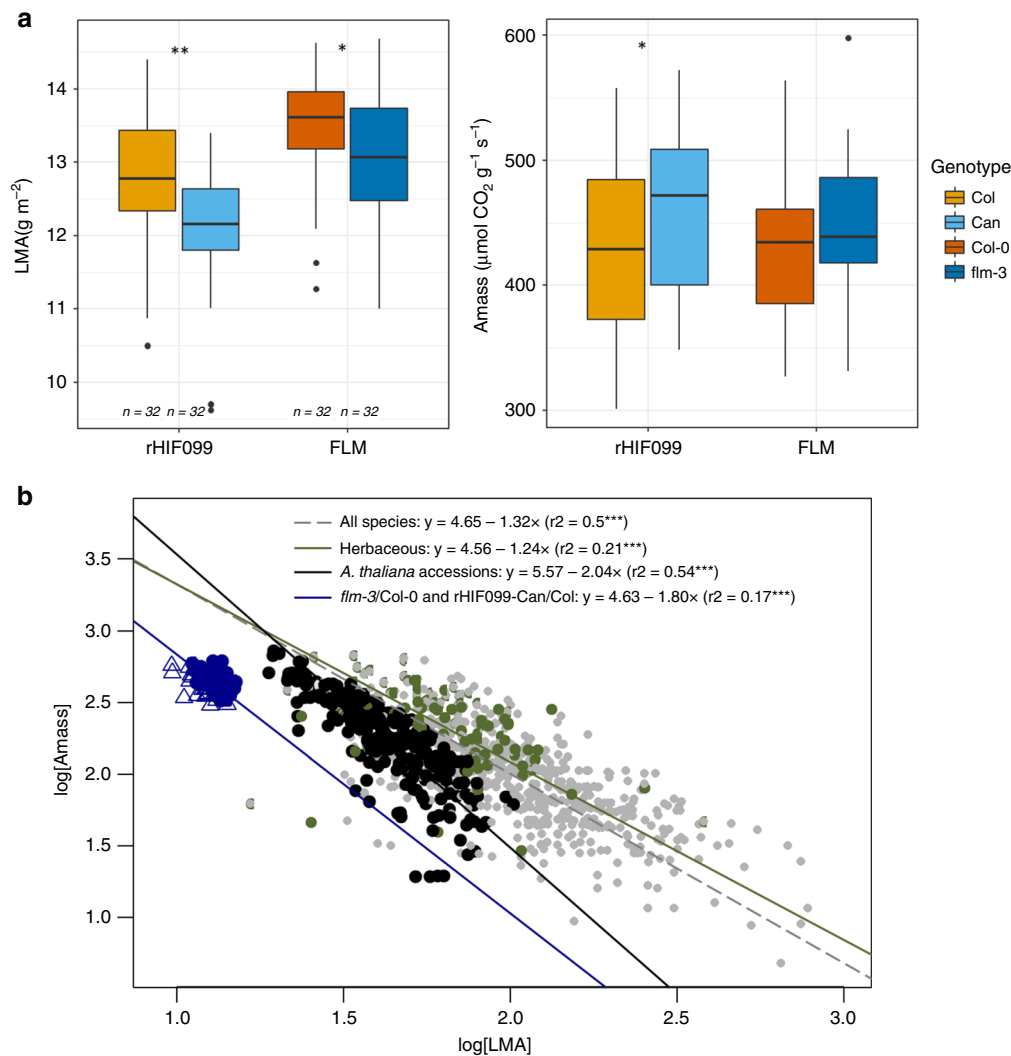 a
LMA(g m⁻²)
14
13
12
11
10
**
*
n = 32 n = 32
n = 32 n = 32
rHIF099
FLM
Amass (μmol CO₂ g⁻¹ s⁻¹)
600
500
400
300
*
rHIF099
FLM
Genotype
Col
Can
Col-0
flm-3
b
log[Amass]
3.5
3.0
2.5
2.0
1.5
1.0
All species: y = 4.65 – 1.32× (r2 = 0.5***)
Herbaceous: y = 4.56 – 1.24× (r2 = 0.21***)
A. thaliana accessions: y = 5.57 – 2.04× (r2 = 0.54***)
flm-3/Col-0 and rHIF099-Can/Col: y = 4.63 – 1.80× (r2 = 0.17***)
1.0
1.5
2.0
2.5
3.0
log[LMA]